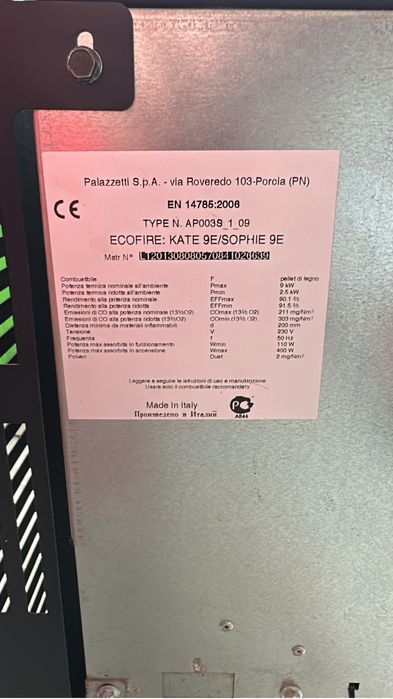 Palazzetti S.p.A. - via Roveredo 103-Porcia (PN)
CE
EN 14785:2006
TYPE N. AP003S_1_09
ECOFIRE: KATE 9E/SOPHIE 9E
Matr N°
Combustibile F pellet di legno
Potenza termica nominale all'ambiente Pmax 9 kW
Potenza termica ridotta all'ambiente Pmin 2.5 kW
Rendimento alla potenza nominale EFFmax 90.1 %
Rendimento alla potenza ridotta EFFmin 91.5 %
Emissioni di CO alla potenza nominale (13%O2) COmax (13% O2) 211 mg/Nm³
Emissioni di CO alla potenza ridotta (13%O2) COmin (13% O2) 303 mg/Nm³
Distanza minima da materiali infiammabili d 200 mm
Tensione V 230 V
Frequenza f 50 Hz
Potenza max assorbita in funzionamento Wmin 110 W
Potenza max assorbita in accensione Wmax 400 W
Polveri Dust 2 mg/Nm³
Leggere e seguire le istruzioni di uso e manutenzione
Usare solo il combustibile raccomandato
Made in Italy
Произведено в Италий
PC
AR44